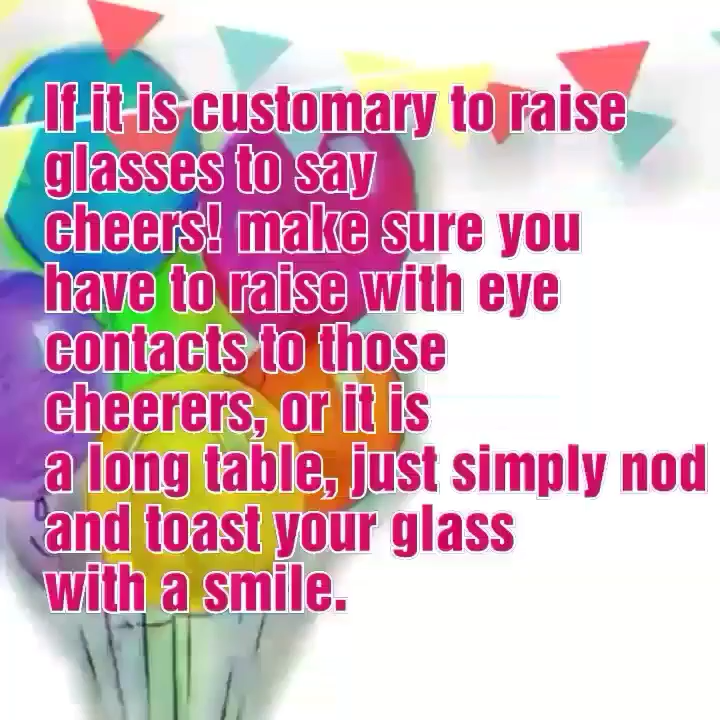 If it is customary to raise
glasses to say
cheers! make sure you
have to raise with eye
contacts to those
cheerers, or it is
a long table, just simply nod
and toast your glass
with a smile.